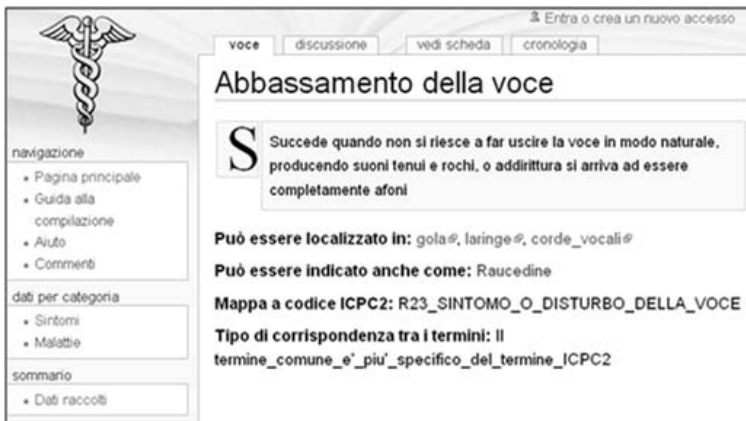 Entra o crea un nuovo accesso
voce discussione vedi scheda cronologia
Abbassamento della voce
S Succede quando non si riesce a far uscire la voce in modo naturale,
producendo suoni tenui e rochi, o addirittura si arriva ad essere
completamente afoni
navigazione
Pagina principale
Guida alla
compilazione
Aiuto
Commenti
dati per categoria
Sintomi
Malattie
sommario
Dati raccolti
Può essere localizzato in: gola, laringe, corde_vocali
Può essere indicato anche come: Raucedine
Mappa a codice ICPC2: R23_SINTOMO_O_DISTURBO_DELLA_VOCE
Tipo di corrispondenza tra i termini: Il
termine_comune_e'_piu'_specifico_del_termine_ICPC2